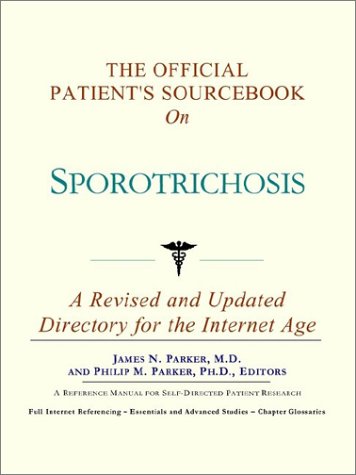 THE OFFICIAL
PATIENT'S SOURCEBOOK
On
SPOROTRICHOSIS
A Revised and Updated
Directory for the Internet Age
JAMES N. PARKER, M.D.
AND PHILIP M. PARKER, PH.D., EDITORS
A REFERENCE MANUAL FOR SELF-DIRECTED PATIENT RESEARCH
Full Internet Referencing – Essentials and Advanced Studies – Chapter Glossaries